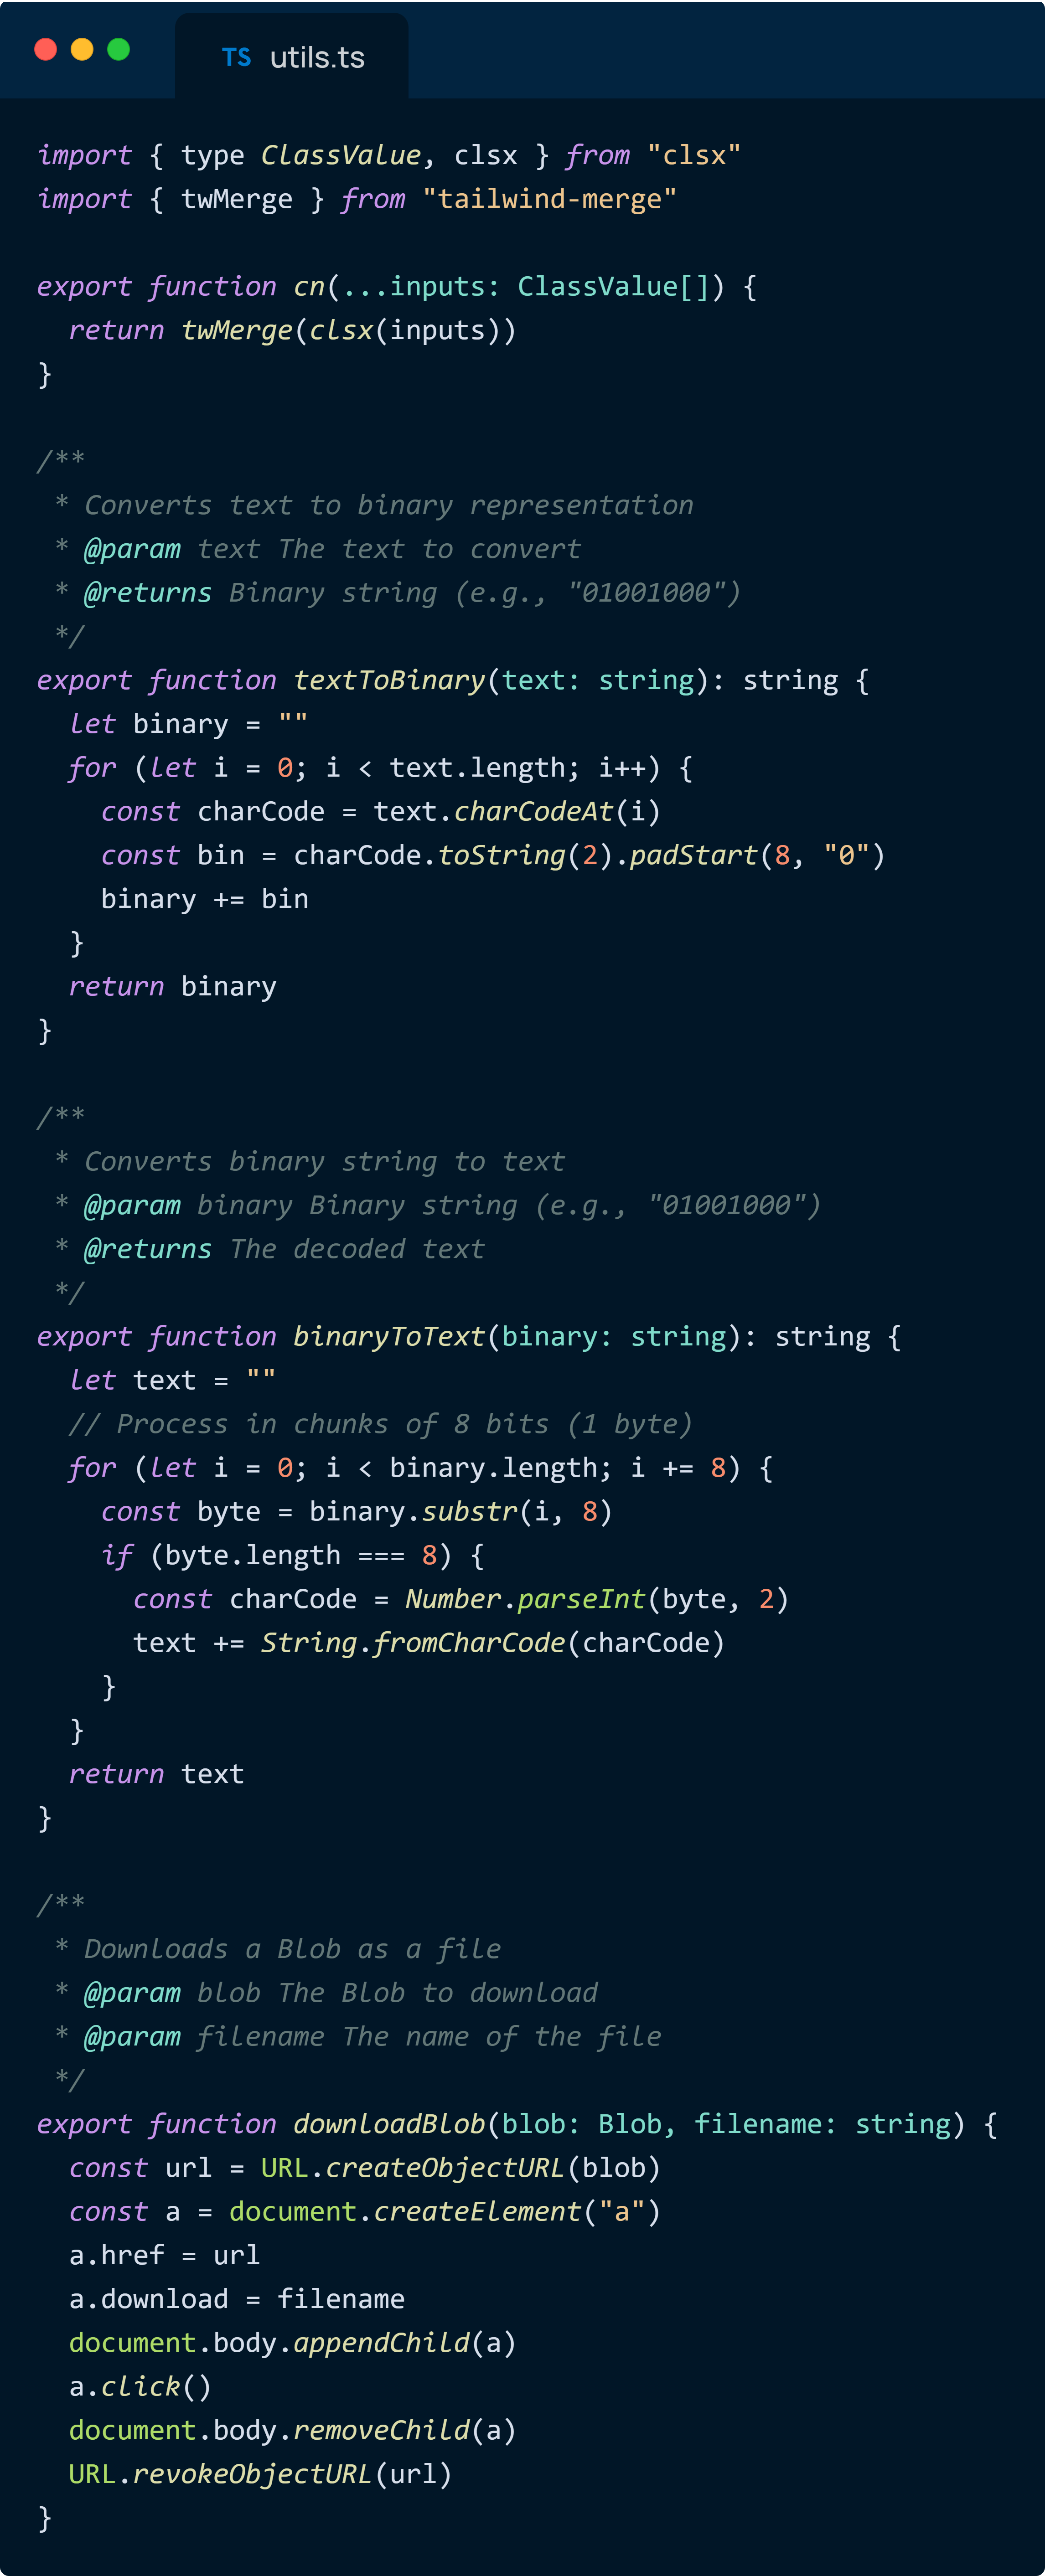 TS utils.ts
import { type ClassValue, clsx } from "clsx"
import { twMerge } from "tailwind-merge"

export function cn(...inputs: ClassValue[]) {
  return twMerge(clsx(inputs))
}

/**
 * Converts text to binary representation
 * @param text The text to convert
 * @returns Binary string (e.g., "01001000")
 */
export function textToBinary(text: string): string {
  let binary = ""
  for (let i = 0; i < text.length; i++) {
    const charCode = text.charCodeAt(i)
    const bin = charCode.toString(2).padStart(8, "0")
    binary += bin
  }
  return binary
}

/**
 * Converts binary string to text
 * @param binary Binary string (e.g., "01001000")
 * @returns The decoded text
 */
export function binaryToText(binary: string): string {
  let text = ""
  // Process in chunks of 8 bits (1 byte)
  for (let i = 0; i < binary.length; i += 8) {
    const byte = binary.substr(i, 8)
    if (byte.length === 8) {
      const charCode = Number.parseInt(byte, 2)
      text += String.fromCharCode(charCode)
    }
  }
  return text
}

/**
 * Downloads a Blob as a file
 * @param blob The Blob to download
 * @param filename The name of the file
 */
export function downloadBlob(blob: Blob, filename: string) {
  const url = URL.createObjectURL(blob)
  const a = document.createElement("a")
  a.href = url
  a.download = filename
  document.body.appendChild(a)
  a.click()
  document.body.removeChild(a)
  URL.revokeObjectURL(url)
}